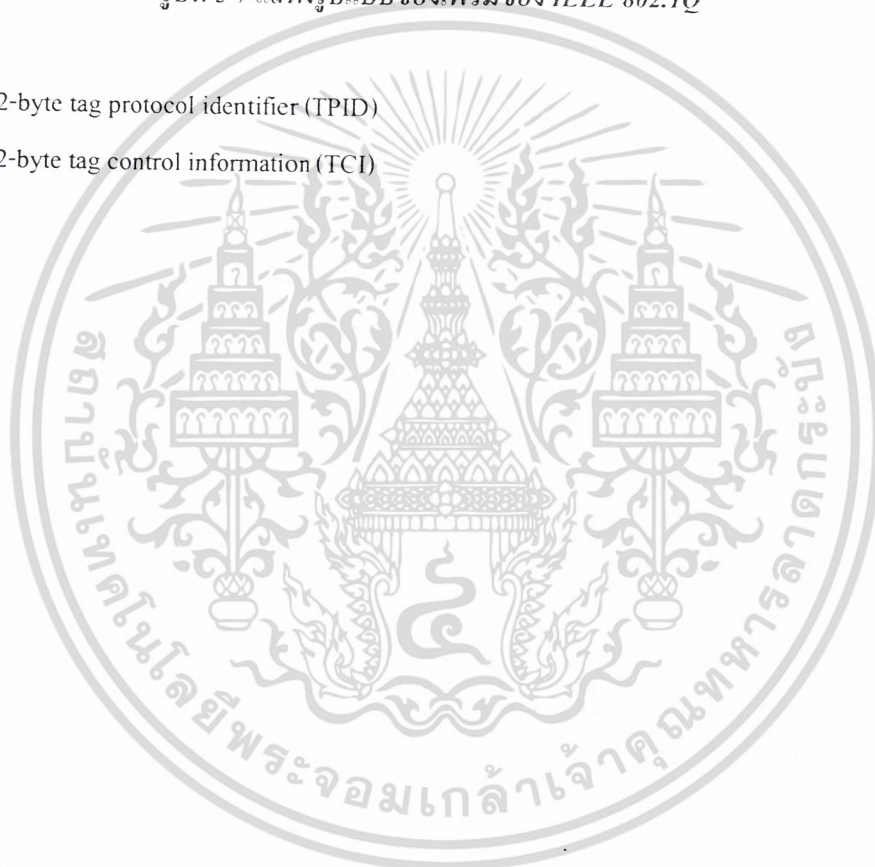 IEEE 802.1Q
2-byte tag protocol identifier (TPID)
2-byte tag control information (TCI)
สถาบันเทคโนโลยีพระจอมเกล้าเจ้าคุณทหารลาดกระบัง